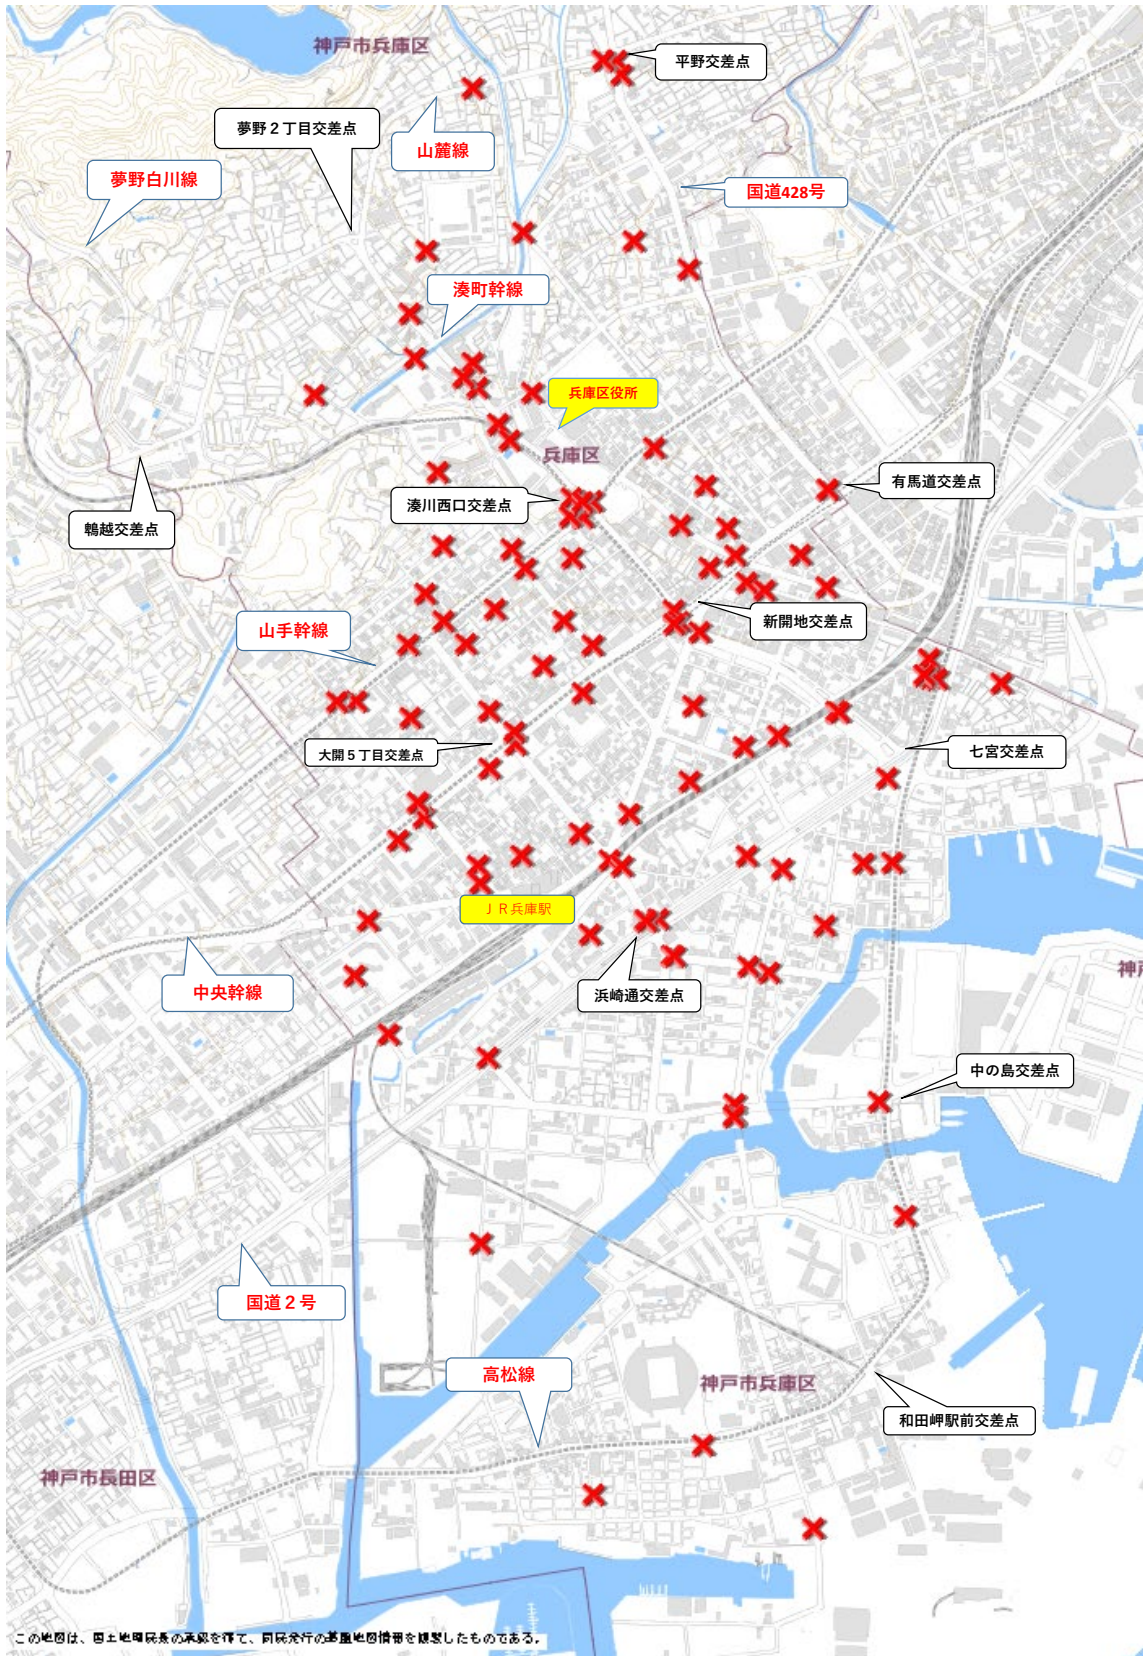 神戸市兵庫区
平野交差点
夢野２丁目交差点
山麓線
夢野白川線
国道428号
湊町幹線
兵庫区役所
兵庫区
有馬道交差点
湊川西口交差点
鵯越交差点
新開地交差点
山手幹線
大開５丁目交差点
七宮交差点
ＪＲ兵庫駅
中央幹線
浜崎通交差点
中の島交差点
国道２号
高松線
神戸市兵庫区
和田岬駅前交差点
神戸市長田区
この地図は、国土地理院長の承認を得て、同院発行の基盤地図情報を複製したものである。